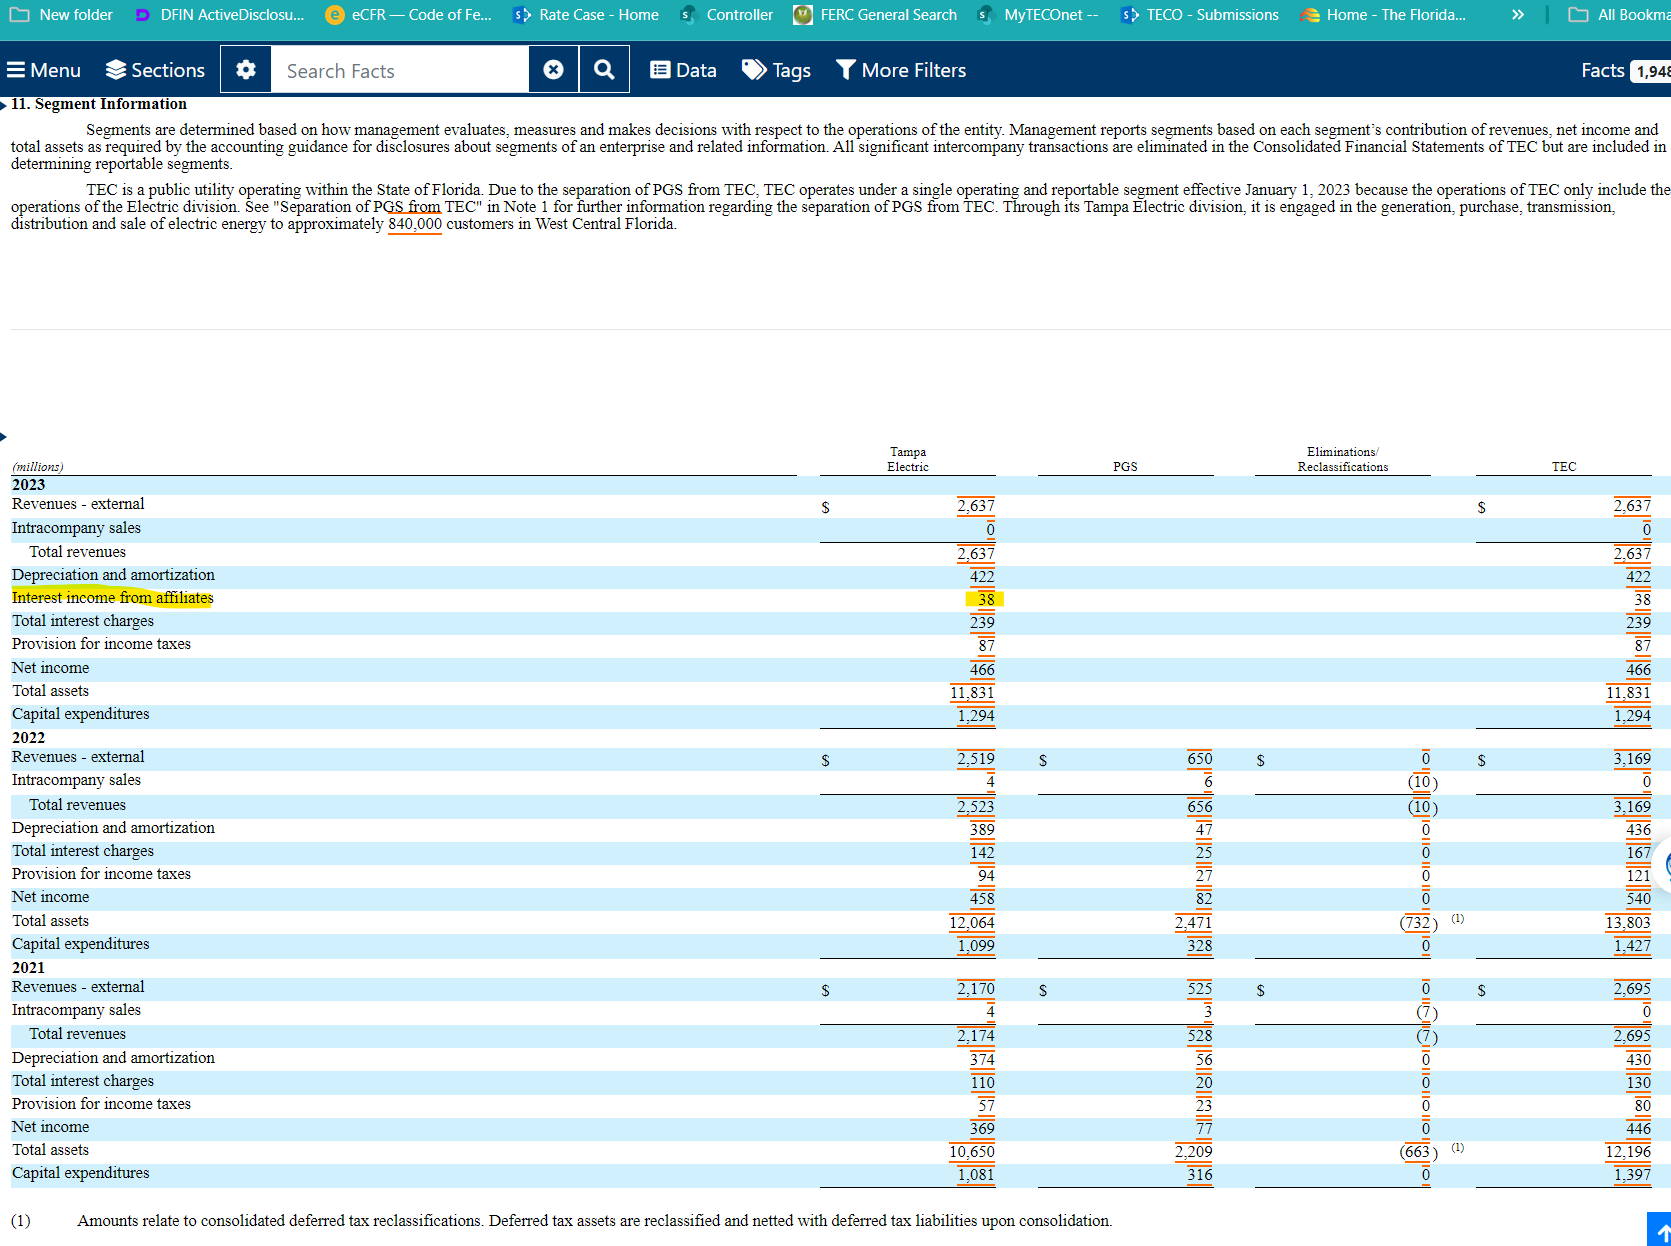 New folder DFIN ActiveDisclosu... eCFR — Code of Fe... Rate Case - Home Controller FERC General Search MyTECOnet -- TECO - Submissions Home - The Florida... » All Bookma
Menu Sections Search Facts Data Tags More Filters Facts 1,948
11. Segment Information
Segments are determined based on how management evaluates, measures and makes decisions with respect to the operations of the entity. Management reports segments based on each segment’s contribution of revenues, net income and
total assets as required by the accounting guidance for disclosures about segments of an enterprise and related information. All significant intercompany transactions are eliminated in the Consolidated Financial Statements of TEC but are included in
determining reportable segments.
TEC is a public utility operating within the State of Florida. Due to the separation of PGS from TEC, TEC operates under a single operating and reportable segment effective January 1, 2023 because the operations of TEC only include the
operations of the Electric division. See "Separation of PGS from TEC" in Note 1 for further information regarding the separation of PGS from TEC. Through its Tampa Electric division, it is engaged in the generation, purchase, transmission,
distribution and sale of electric energy to approximately 840,000 customers in West Central Florida.
Tampa Eliminations/
(millions) Electric PGS Reclassifications TEC
2023
Revenues - external $ 2,637 $ 2,637
Intracompany sales 0 0
Total revenues 2,637 2,637
Depreciation and amortization 422 422
Interest income from affiliates 38 38
Total interest charges 239 239
Provision for income taxes 87 87
Net income 466 466
Total assets 11,831 11,831
Capital expenditures 1,294 1,294
2022
Revenues - external $ 2,519 $ 650 $ 0 $ 3,169
Intracompany sales 4 6 (10) 0
Total revenues 2,523 656 (10) 3,169
Depreciation and amortization 389 47 0 436
Total interest charges 142 25 0 167
Provision for income taxes 94 27 0 121
Net income 458 82 0 540
Total assets 12,064 2,471 (732) (1) 13,803
Capital expenditures 1,099 328 0 1,427
2021
Revenues - external $ 2,170 $ 525 $ 0 $ 2,695
Intracompany sales 4 3 (7) 0
Total revenues 2,174 528 (7) 2,695
Depreciation and amortization 374 56 0 430
Total interest charges 110 20 0 130
Provision for income taxes 57 23 0 80
Net income 369 77 0 446
Total assets 10,650 2,209 (663) (1) 12,196
Capital expenditures 1,081 316 0 1,397
(1) Amounts relate to consolidated deferred tax reclassifications. Deferred tax assets are reclassified and netted with deferred tax liabilities upon consolidation.